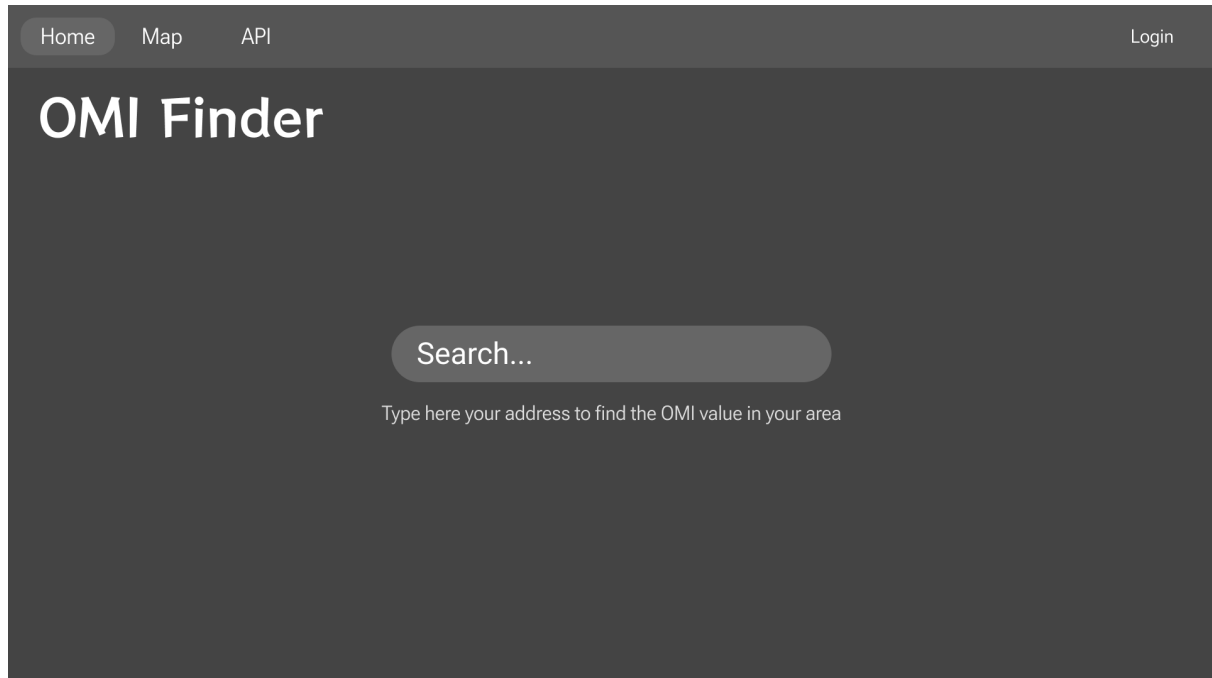 Home Map API Login
OMI Finder
Search...
Type here your address to find the OMI value in your area